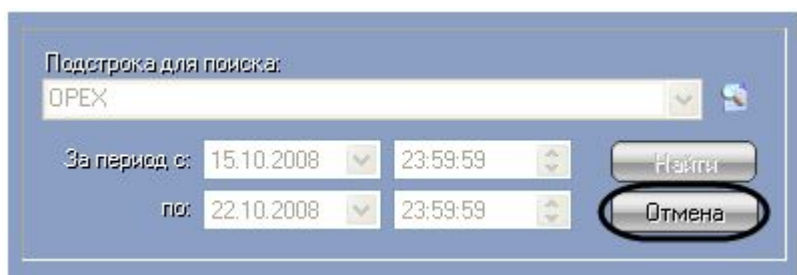 Подстрока для поиска:
ОРЕХ
За период с: 15.10.2008 23:59:59 Найти
по: 22.10.2008 23:59:59 Отмена